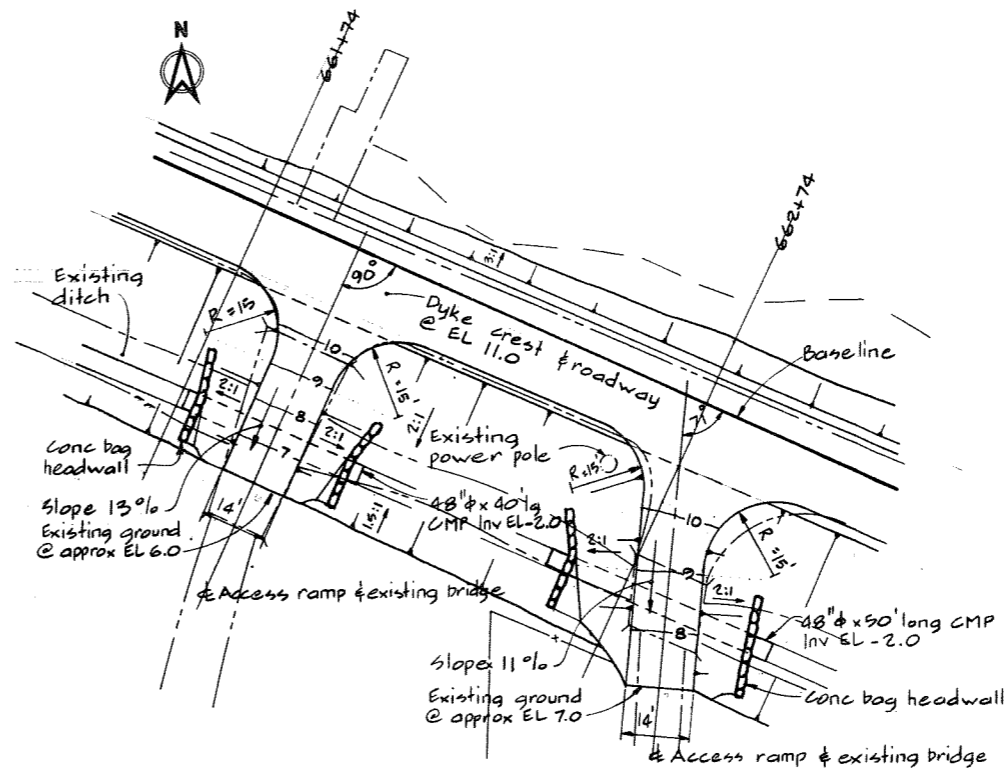 N
661+74
662+74
3:1
90°
Existing
ditch
Dyke crest & roadway
@ EL 11.0
Baseline
71°
R=15
10
9
8
7
2:1
2:1
R=15'
2:1
Existing
power pole
R=15'
Conc bag
headwall
Slope 13%
Existing ground
@ approx EL 6.0
14'
1.5:1
48"ϕ x 40' lg
CMP Inv EL-2.0
℄ Access ramp & existing bridge
2:1
10
9
8
R=15'
2:1
48"ϕ x 50' long CMP
Inv EL-2.0
Conc bag headwall
Slope 11%
Existing ground
@ approx EL 7.0
14'
℄ Access ramp & existing bridge